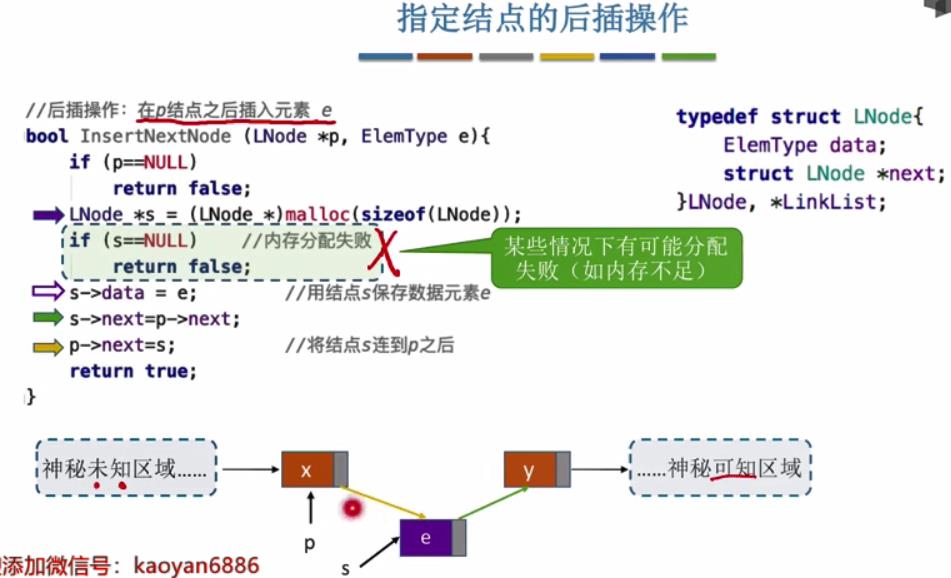 指定结点的后插操作
//后插操作：在p结点之后插入元素 e
bool InsertNextNode (LNode *p, ElemType e){
if (p==NULL)
return false;
LNode *s = (LNode *)malloc(sizeof(LNode));
if (s==NULL) //内存分配失败
return false;
s->data = e; //用结点s保存数据元素e
s->next=p->next;
p->next=s; //将结点s连到p之后
return true;
}
typedef struct LNode{
ElemType data;
struct LNode *next;
}LNode, *LinkList;
某些情况下有可能分配
失败（如内存不足）
神秘未知区域......
x
y
......神秘可知区域
p
s
e
添加微信号：kaoyan6886